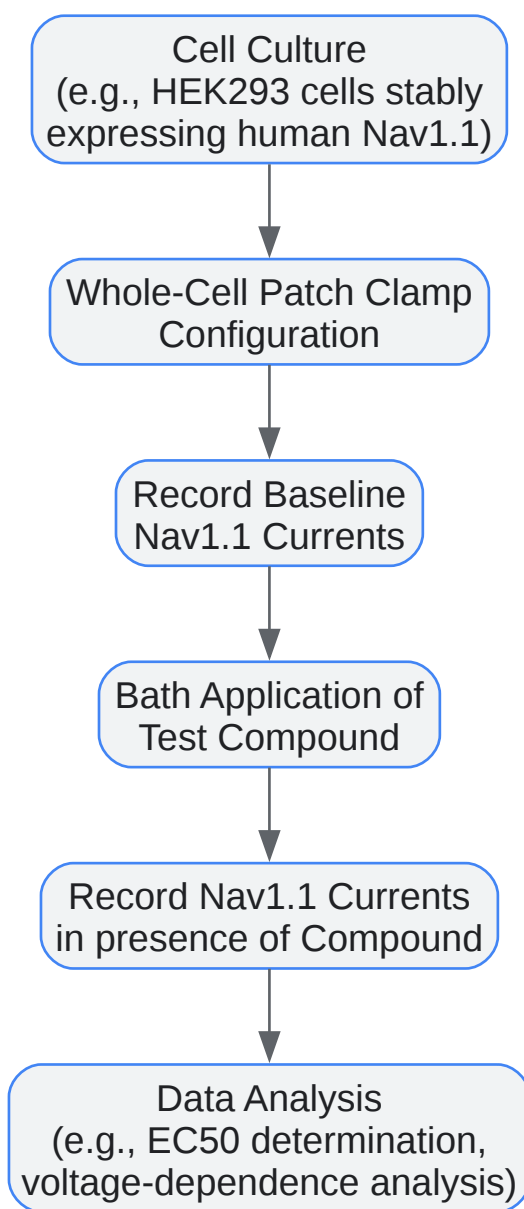 Cell Culture
(e.g., HEK293 cells stably
expressing human Nav1.1)
Whole-Cell Patch Clamp
Configuration
Record Baseline
Nav1.1 Currents
Bath Application of
Test Compound
Record Nav1.1 Currents
in presence of Compound
Data Analysis
(e.g., EC50 determination,
voltage-dependence analysis)